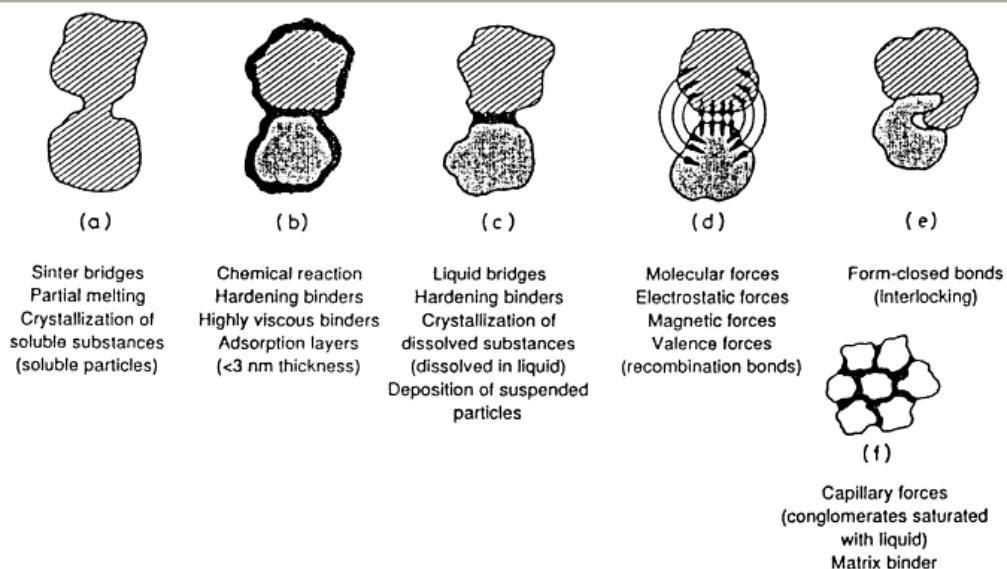 (a)
(b)
(c)
(d)
(e)
Sinter bridges
Partial melting
Crystallization of
soluble substances
(soluble particles)
Chemical reaction
Hardening binders
Highly viscous binders
Adsorption layers
(<3 nm thickness)
Liquid bridges
Hardening binders
Crystallization of
dissolved substances
(dissolved in liquid)
Deposition of suspended
particles
Molecular forces
Electrostatic forces
Magnetic forces
Valence forces
(recombination bonds)
Form-closed bonds
(Interlocking)
(f)
Capillary forces
(conglomerates saturated
with liquid)
Matrix binder